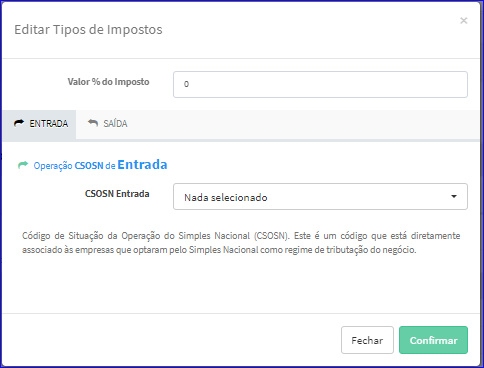 Editar Tipos de Impostos
×
Valor % do Imposto
0
ENTRADA SAÍDA
Operação CSOSN de Entrada
CSOSN Entrada
Nada selecionado
Código de Situação da Operação do Simples Nacional (CSOSN). Este é um código que está diretamente
associado às empresas que optaram pelo Simples Nacional como regime de tributação do negócio.
Fechar Confirmar